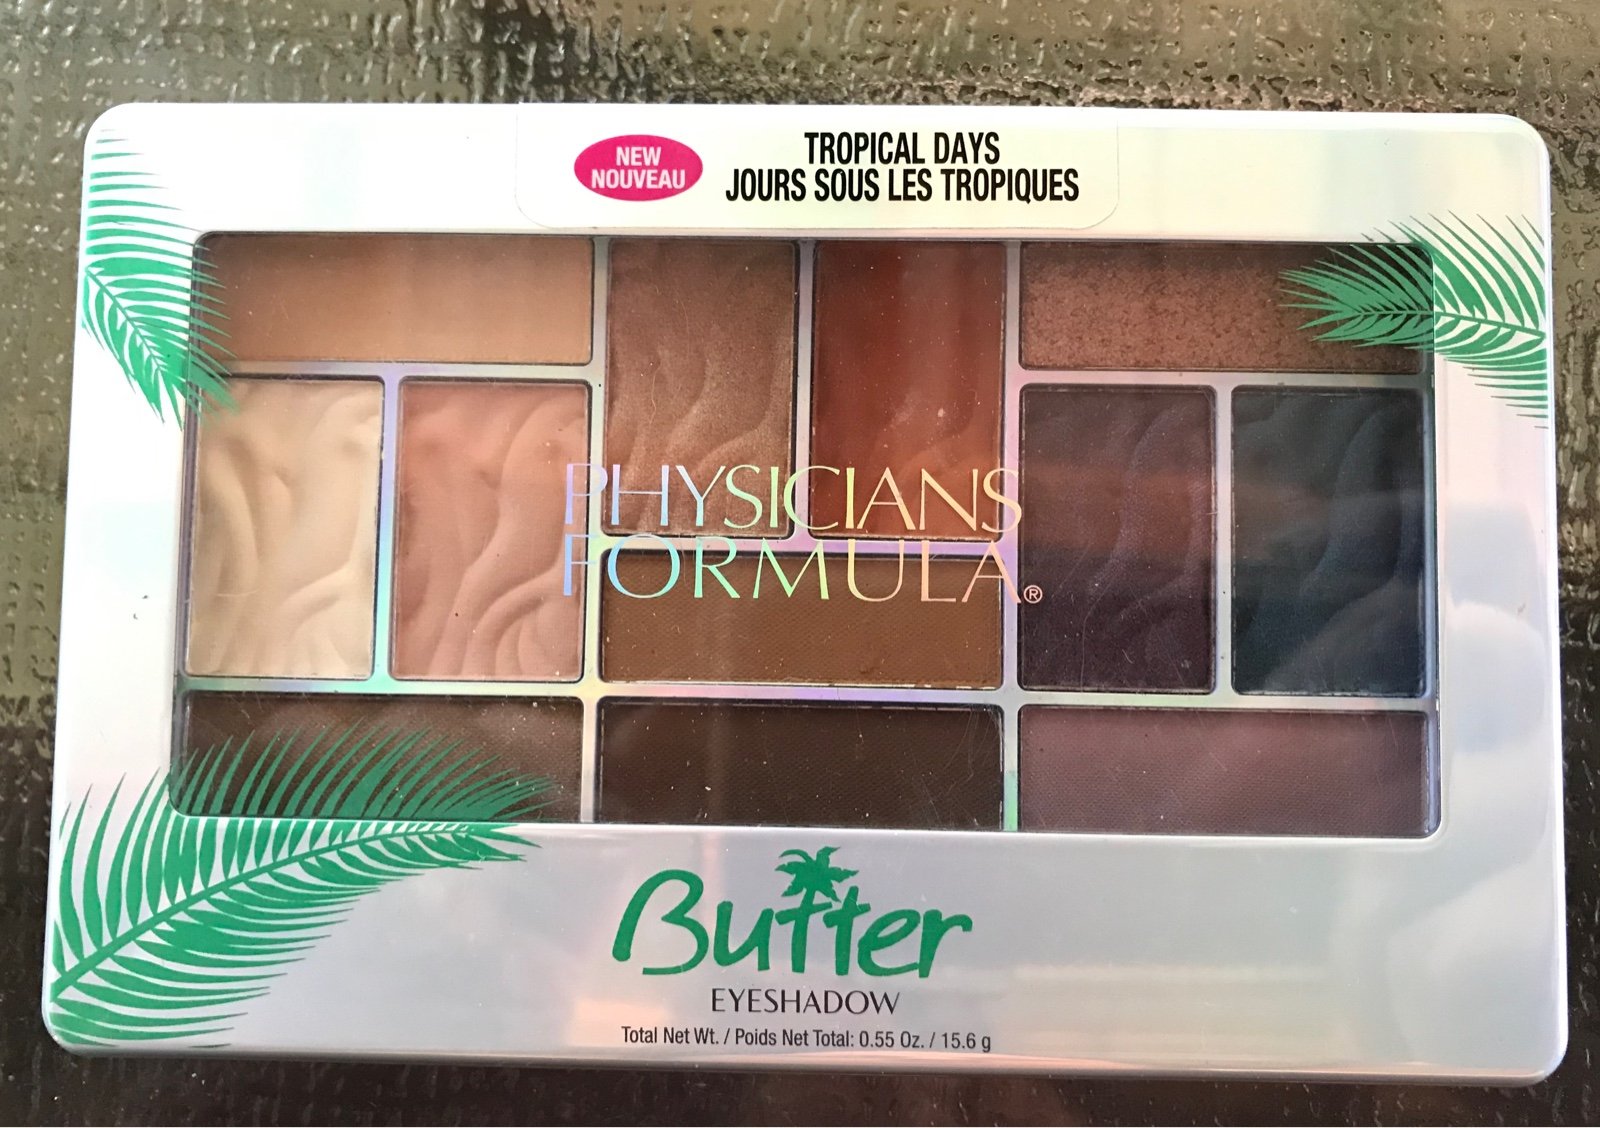 NEW
NOUVEAU
TROPICAL DAYS
JOURS SOUS LES TROPIQUES
PHYSICIANS
FORMULA®
Butter
EYESHADOW
Total Net Wt. / Poids Net Total: 0.55 Oz. / 15.6 g